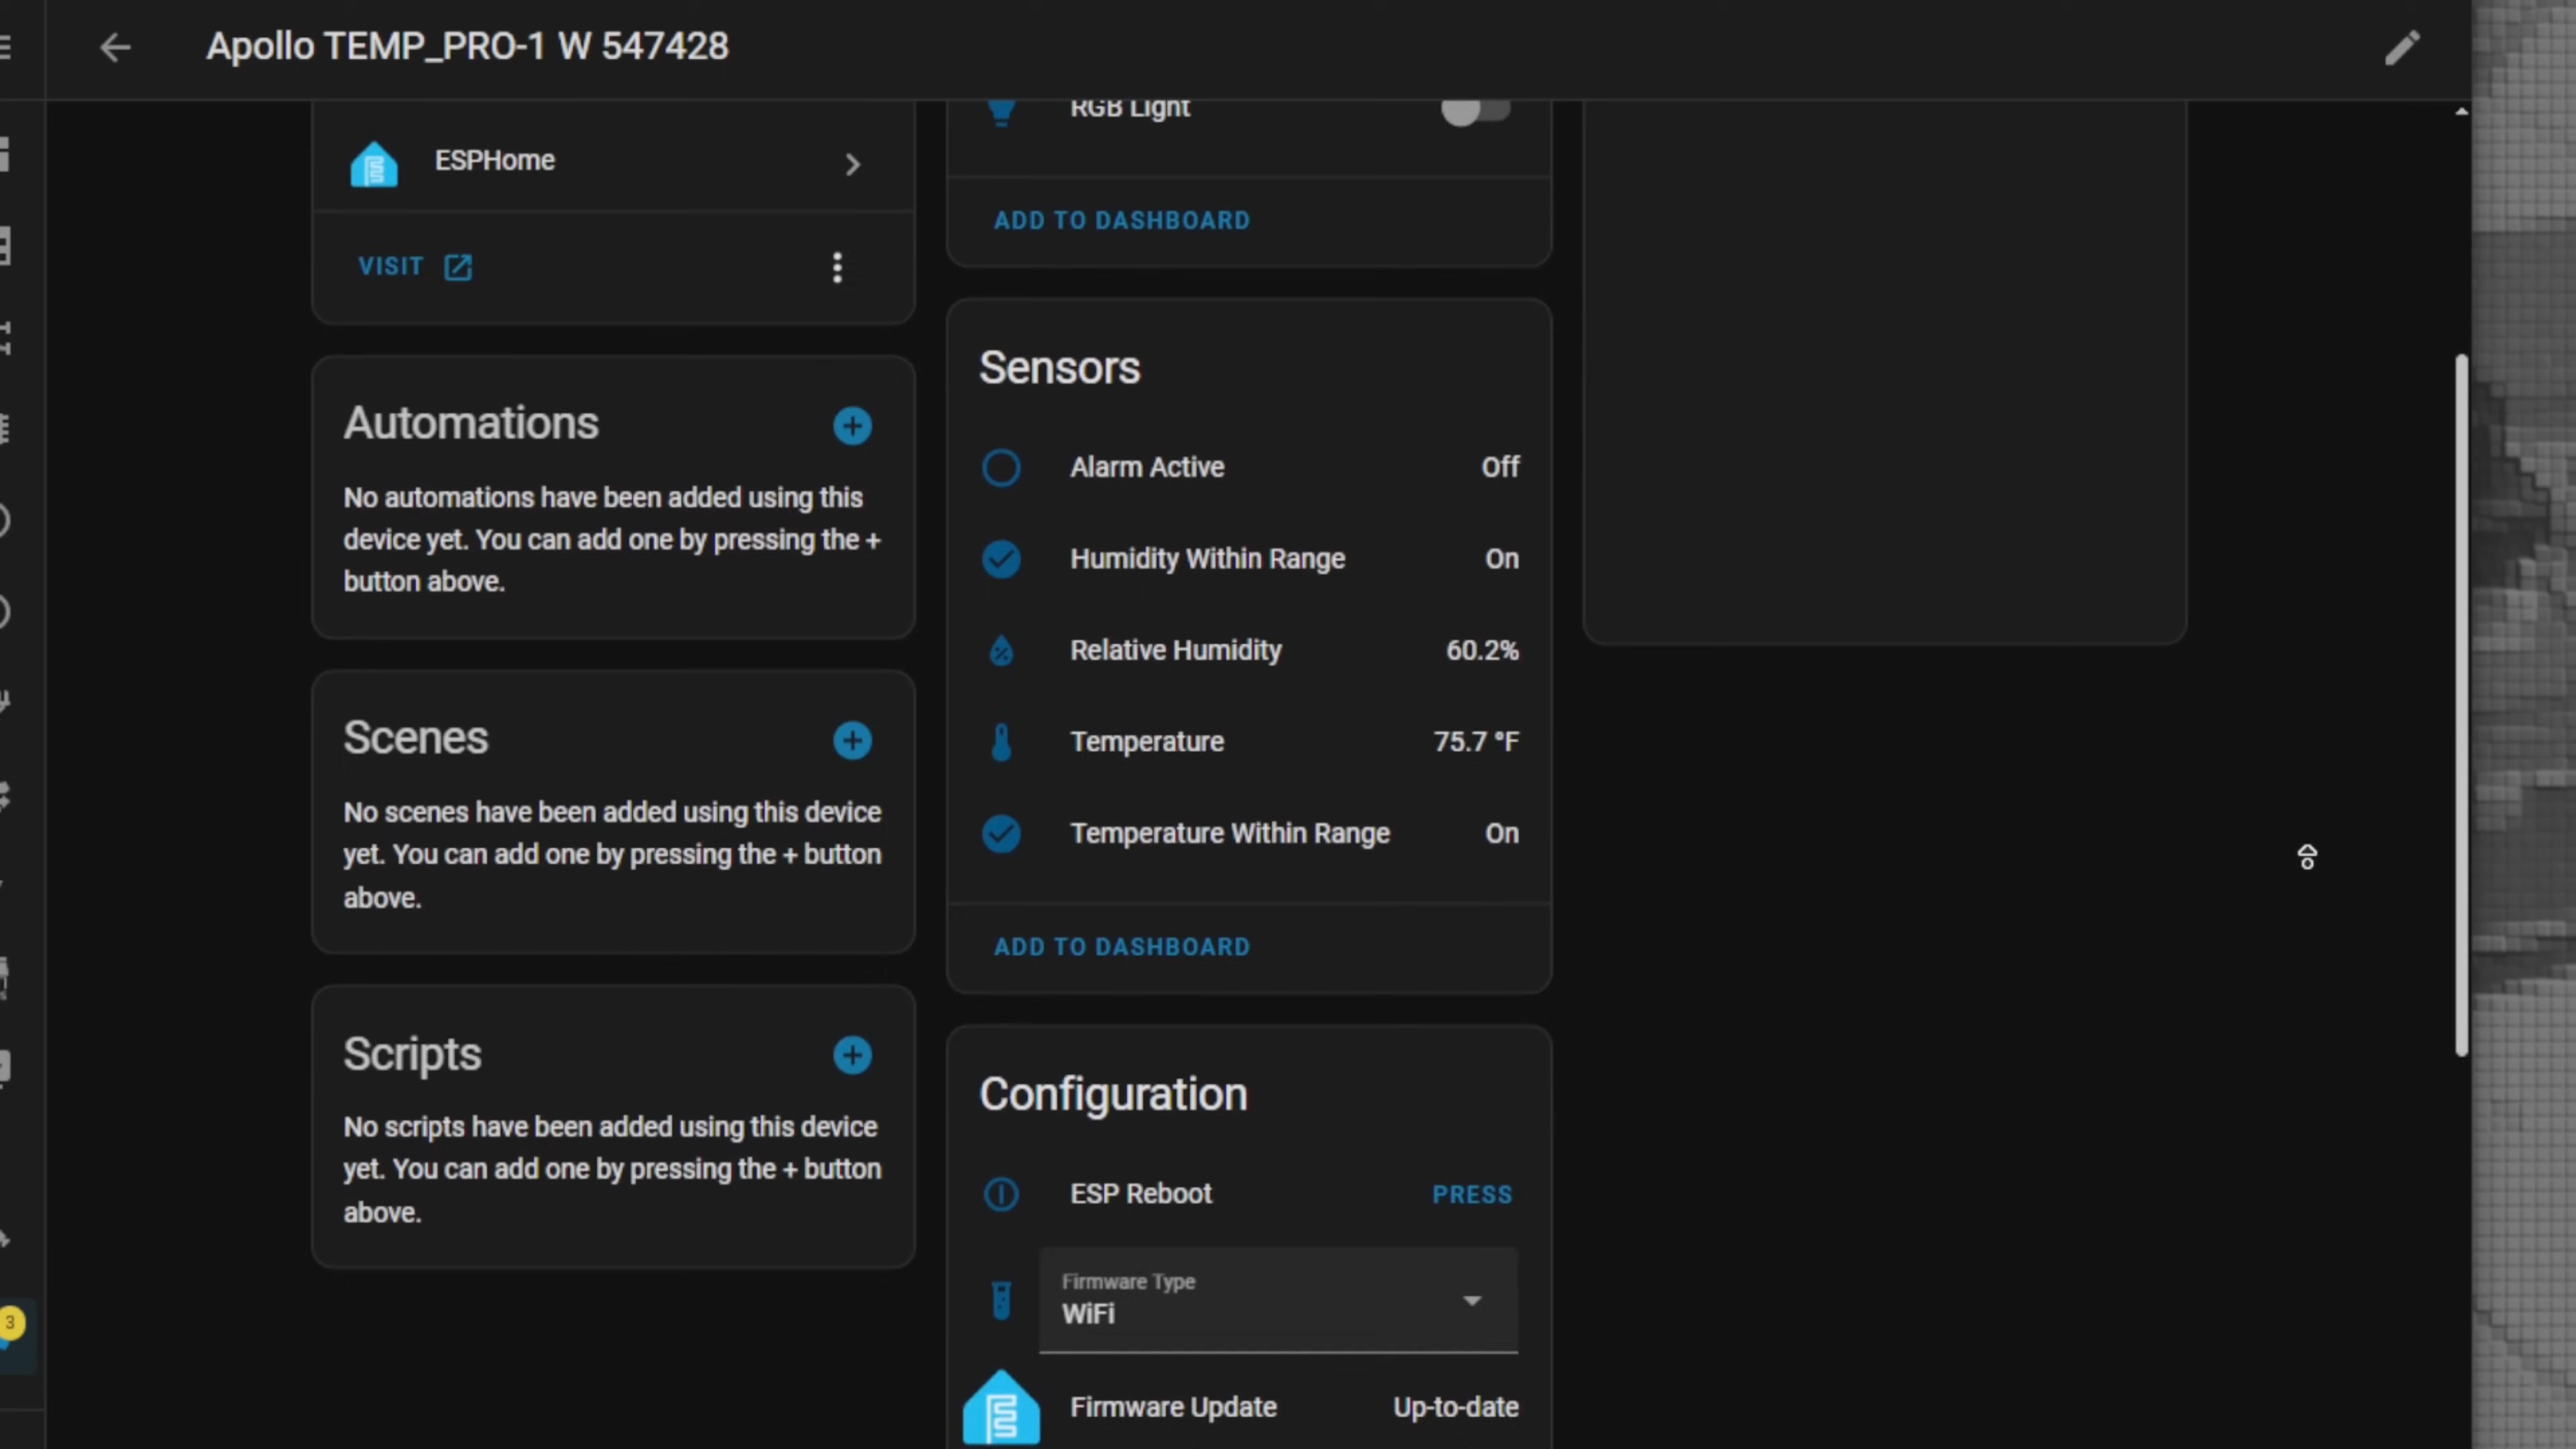 Apollo TEMP_PRO-1 W 547428
ESPHome
VISIT
Automations
No automations have been added using this
device yet. You can add one by pressing the +
button above.
Scenes
No scenes have been added using this device
yet. You can add one by pressing the + button
above.
Scripts
No scripts have been added using this device
yet. You can add one by pressing the + button
above.
3
RGB Light
ADD TO DASHBOARD
Sensors
Alarm Active Off
Humidity Within Range On
Relative Humidity 60.2%
Temperature 75.7 °F
Temperature Within Range On
ADD TO DASHBOARD
Configuration
ESP Reboot PRESS
Firmware Type
WiFi
Firmware Update Up-to-date